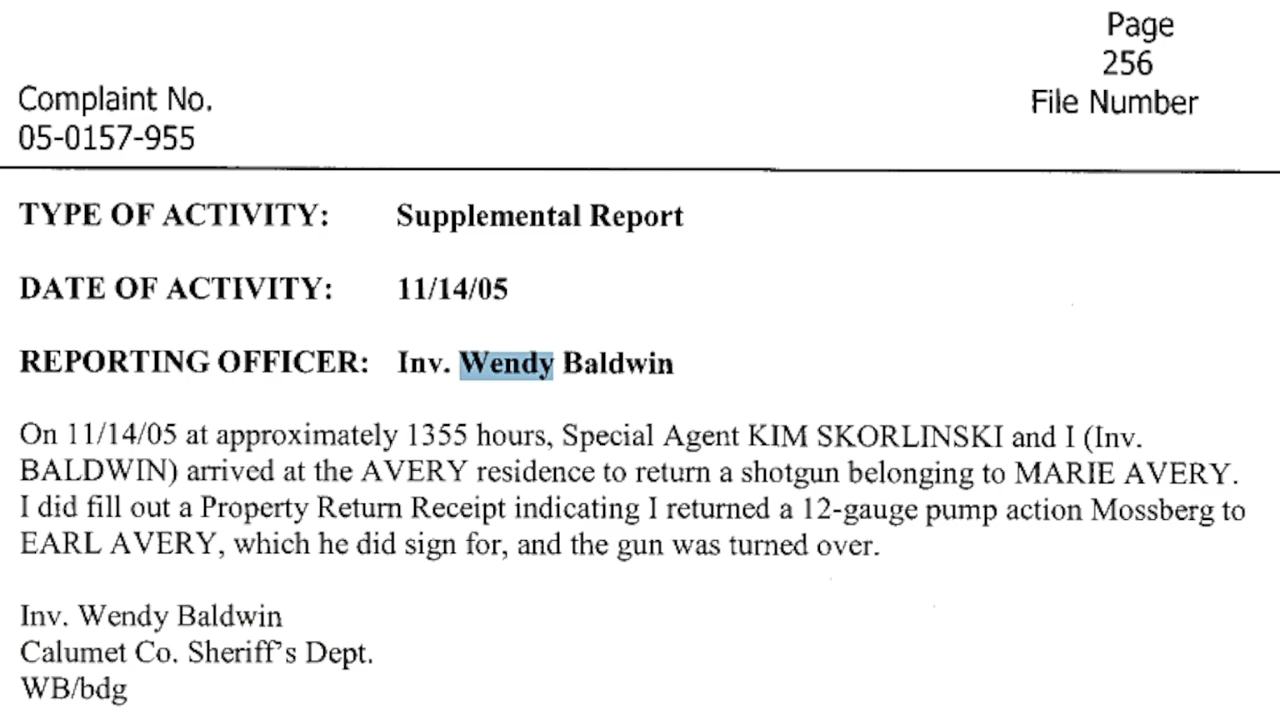 Page
256
File Number
Complaint No.
05-0157-955
TYPE OF ACTIVITY: Supplemental Report
DATE OF ACTIVITY: 11/14/05
REPORTING OFFICER: Inv. Wendy Baldwin
On 11/14/05 at approximately 1355 hours, Special Agent KIM SKORLINSKI and I (Inv.
BALDWIN) arrived at the AVERY residence to return a shotgun belonging to MARIE AVERY.
I did fill out a Property Return Receipt indicating I returned a 12-gauge pump action Mossberg to
EARL AVERY, which he did sign for, and the gun was turned over.
Inv. Wendy Baldwin
Calumet Co. Sheriff's Dept.
WB/bdg